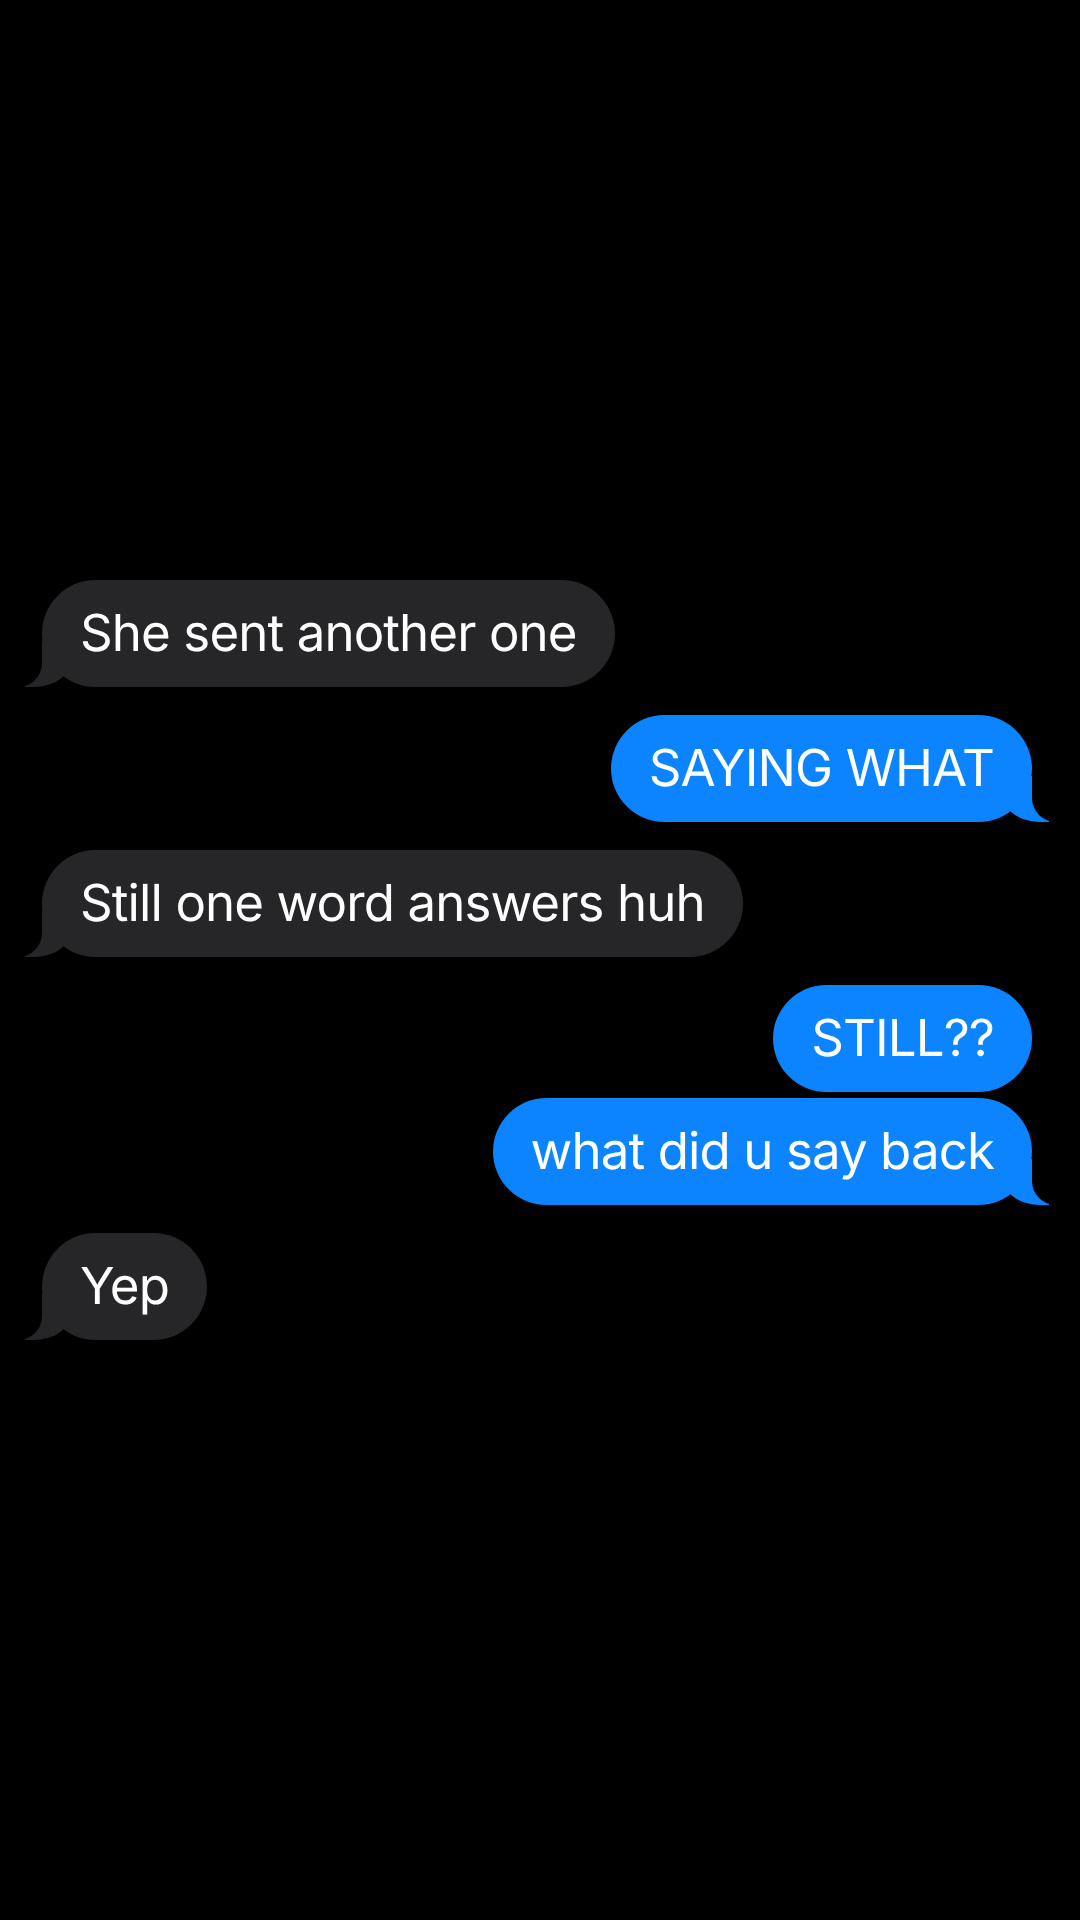 She sent another one
SAYING WHAT
Still one word answers huh
STILL??
what did u say back
Yep